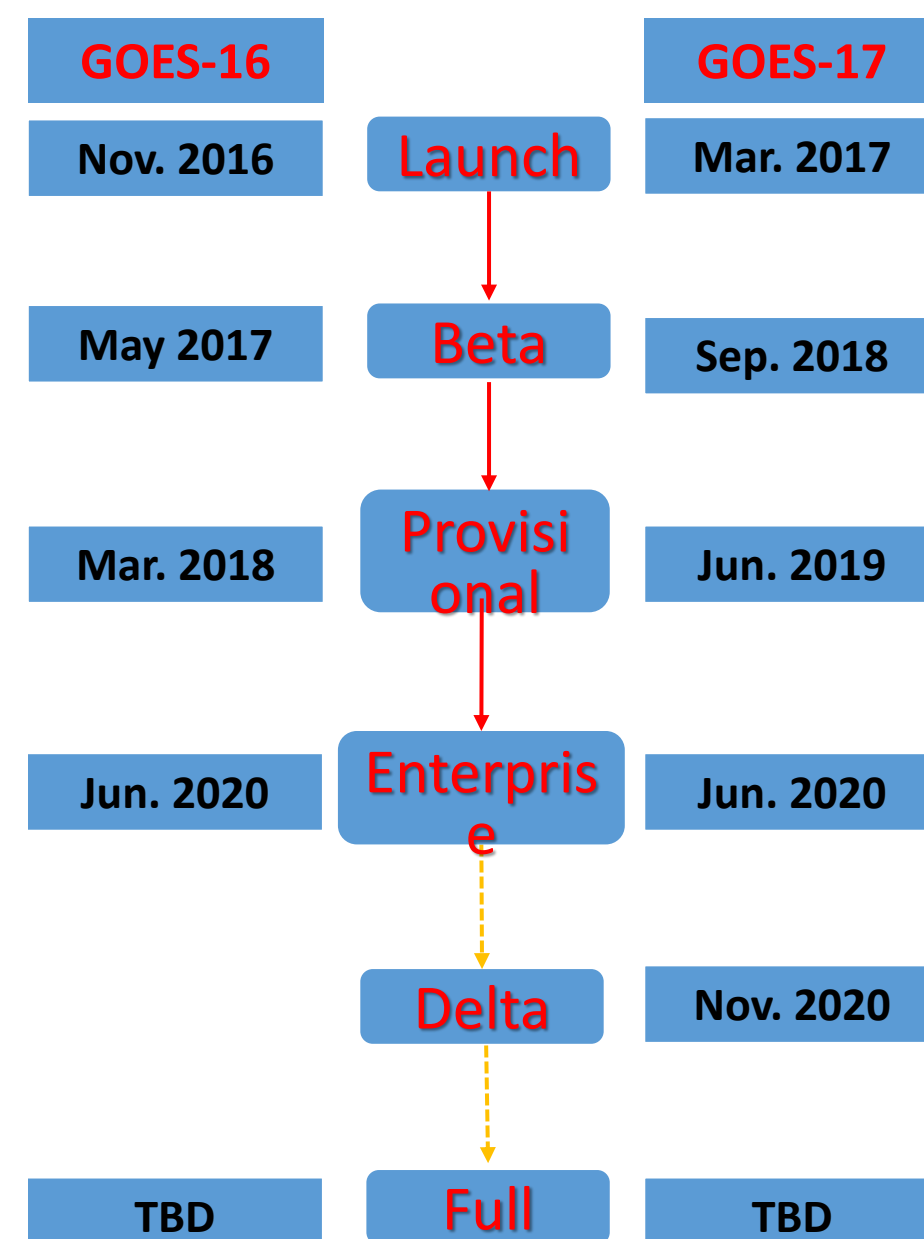 GOES-16
GOES-17
Nov. 2016
Launch
Mar. 2017
May 2017
Beta
Sep. 2018
Mar. 2018
Provisi
onal
Jun. 2019
Jun. 2020
Enterpris
e
Jun. 2020
Delta
Nov. 2020
TBD
Full
TBD